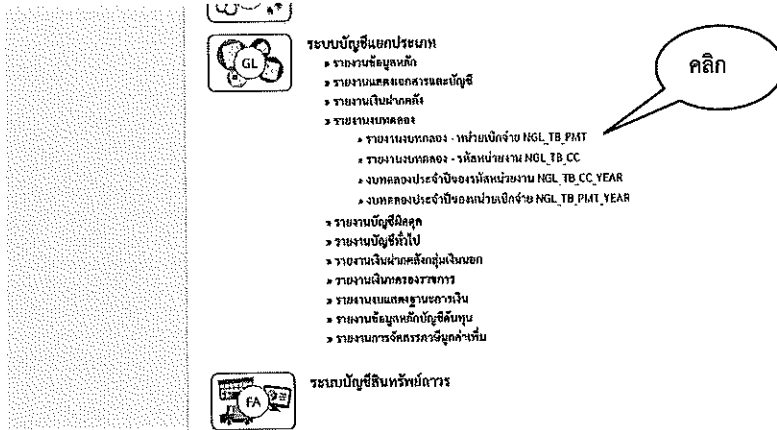 GL
ระบบบัญชีแยกประเภท
» รายงานข้อมูลหลัก
» รายงานแสดงเอกสารและบัญชี
» รายงานเงินฝากคลัง
» รายงานงบทดลอง
» รายงานงบทดลอง - หน่วยเบิกจ่าย NGL_TB_PMT
» รายงานงบทดลอง - รหัสหน่วยงาน NGL_TB_CC
» งบทดลองประจำปีของรหัสหน่วยงาน NGL_TB_CC_YEAR
» งบทดลองประจำปีของหน่วยเบิกจ่าย NGL_TB_PMT_YEAR
» รายงานบัญชีผิดดุล
» รายงานบัญชีทั่วไป
» รายงานเงินฝากคลังกลุ่มเงินนอก
» รายงานเงินทดรองราชการ
» รายงานงบแสดงฐานะการเงิน
» รายงานข้อมูลหลักบัญชีต้นทุน
» รายงานการจัดสรรภาษีมูลค่าเพิ่ม
คลิก
FA
ระบบบัญชีสินทรัพย์ถาวร